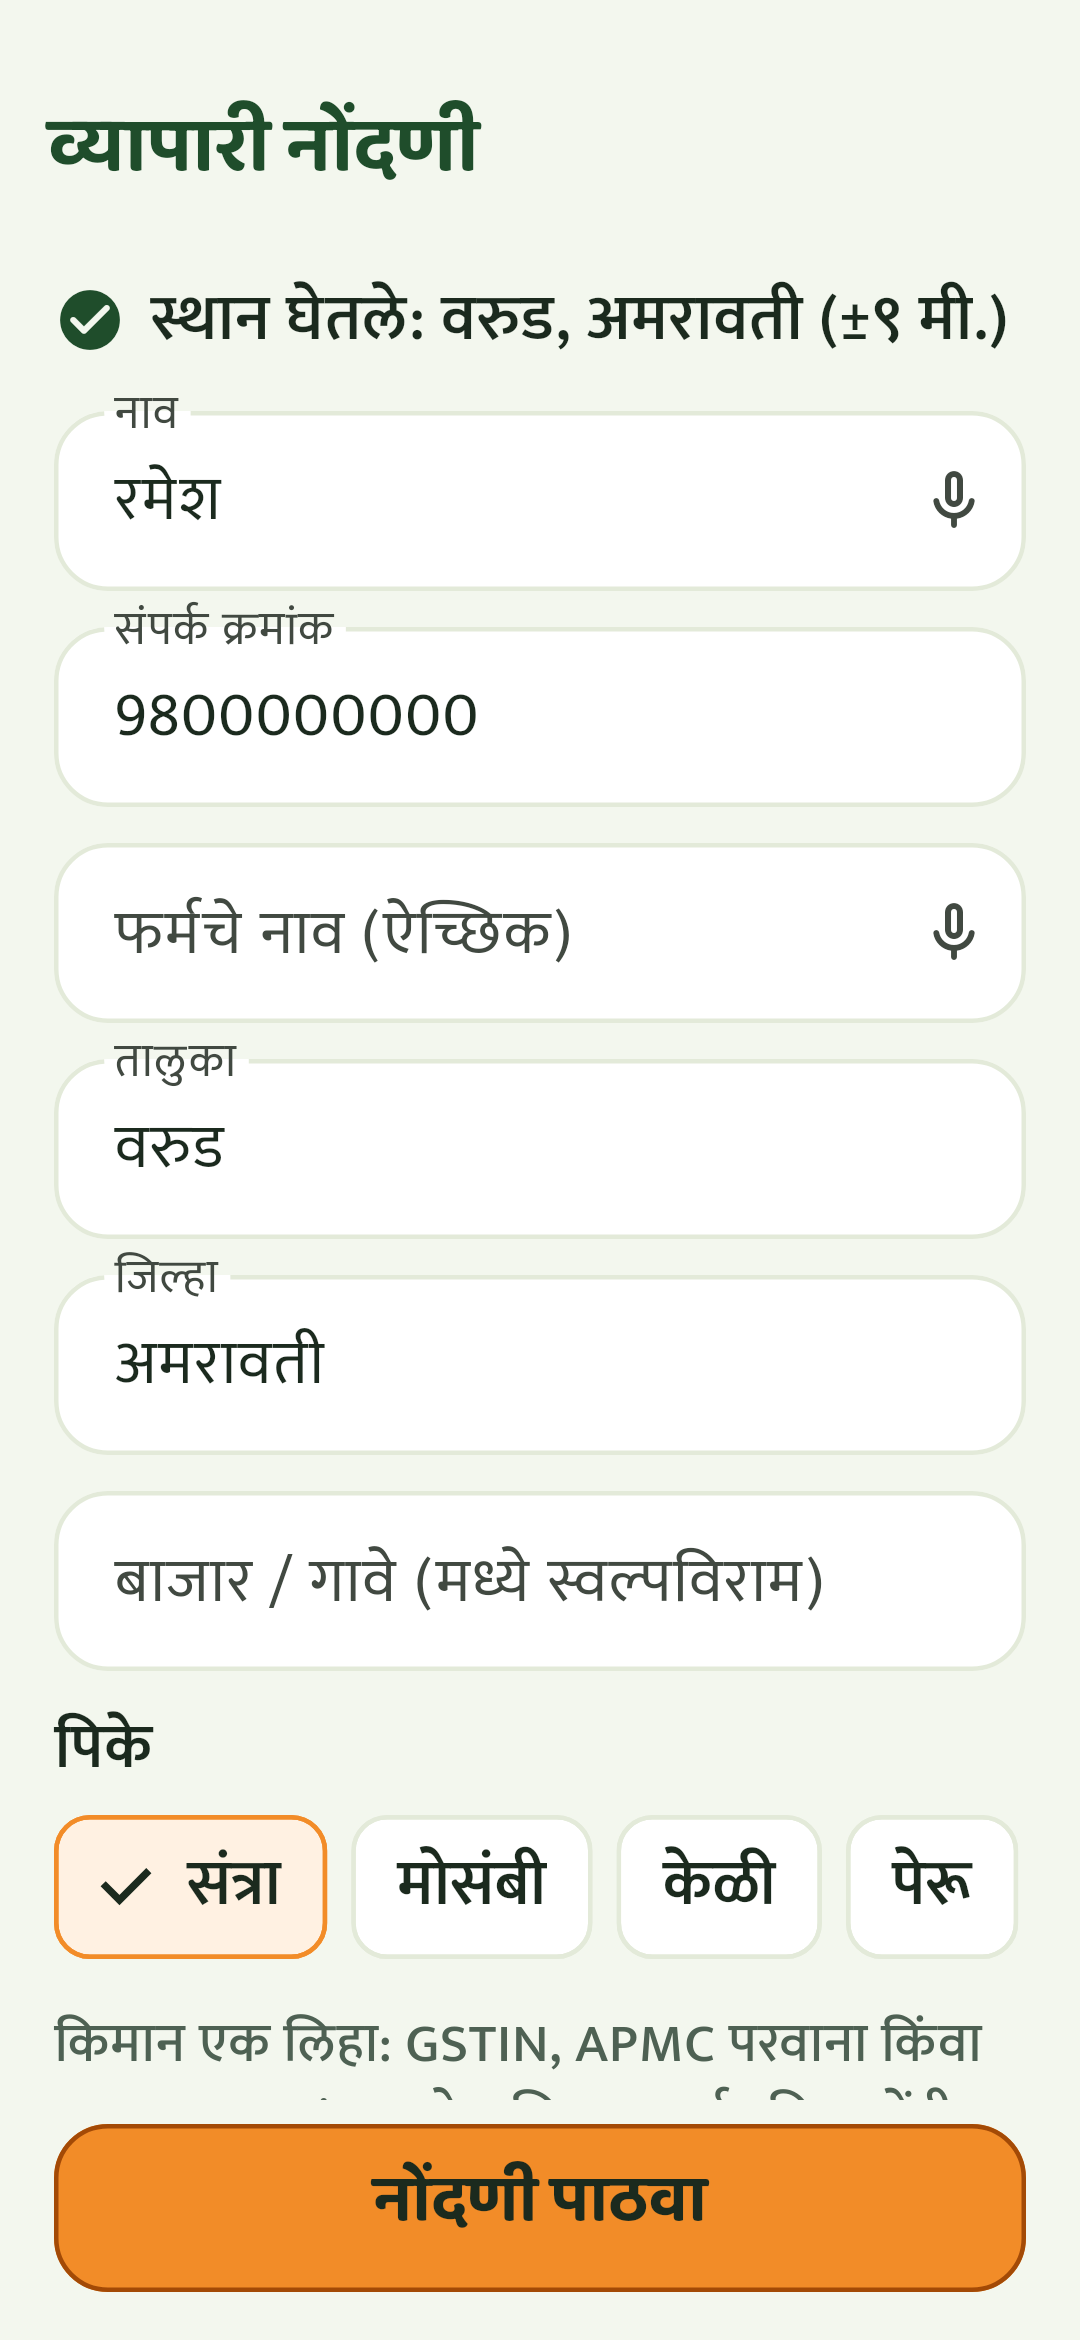 व्यापारी नोंदणी
स्थान घेतले: वरुड, अमरावती (±९ मी.)
नाव
रमेश
संपर्क क्रमांक
9800000000
फर्मचे नाव (ऐच्छिक)
तालुका
वरुड
जिल्हा
अमरावती
बाजार / गावे (मध्ये स्वल्पविराम)
पिके
संत्रा मोसंबी केळी पेरू
किमान एक लिहा: GSTIN, APMC परवाना किंवा
नोंदणी पाठवा